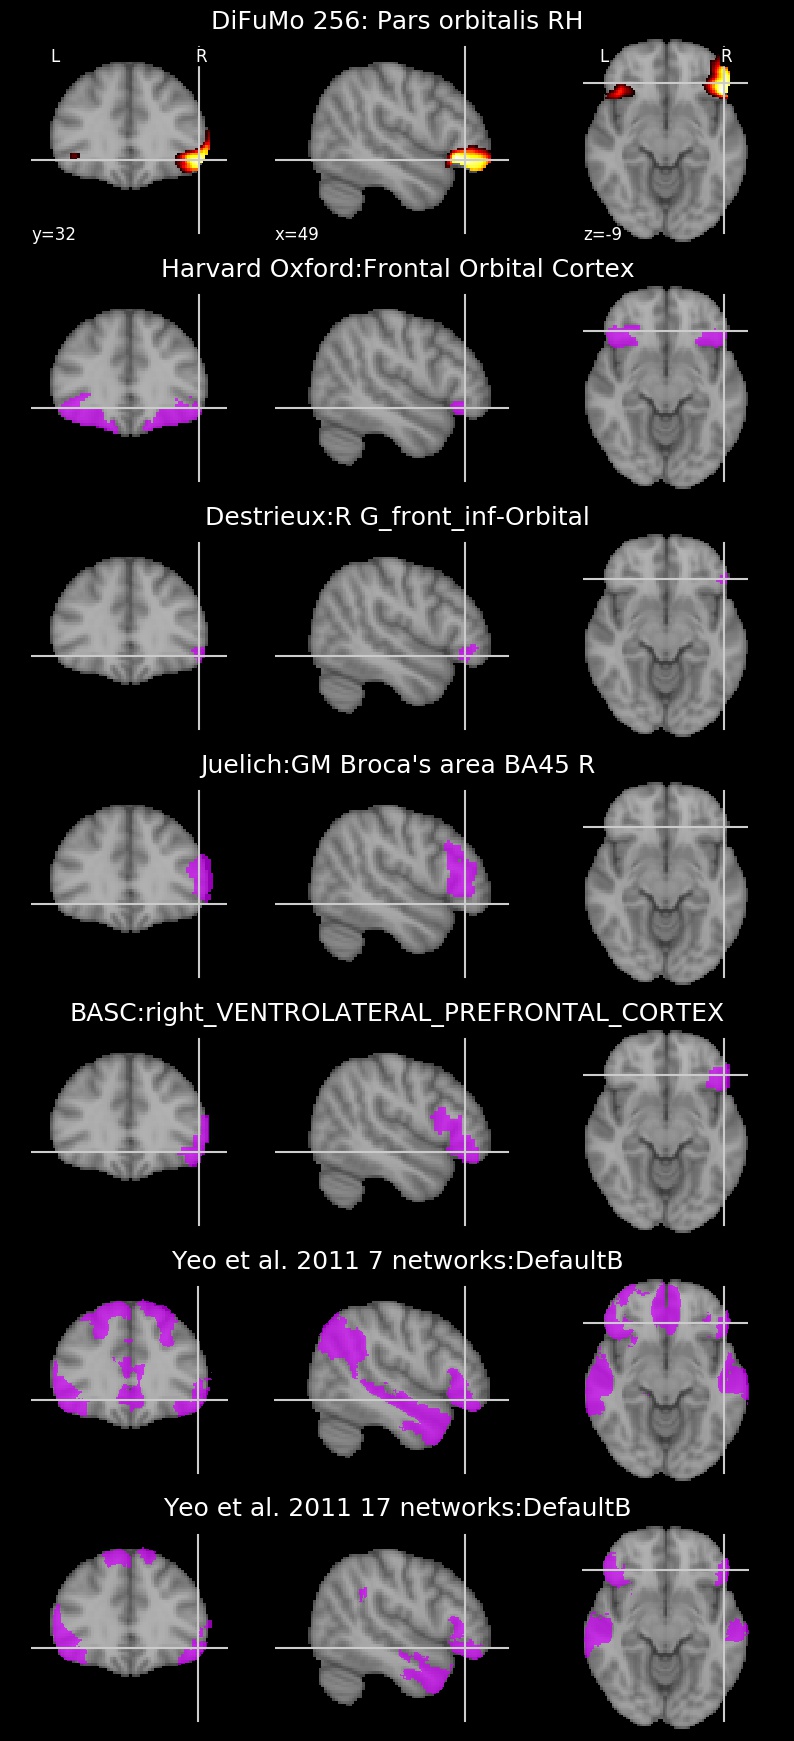 DiFuMo 256: Pars orbitalis RH
L R L R
y=32 x=49 z=-9
Harvard Oxford:Frontal Orbital Cortex
Destrieux:R G_front_inf-Orbital
Juelich:GM Broca's area BA45 R
BASC:right_VENTROLATERAL_PREFRONTAL_CORTEX
Yeo et al. 2011 7 networks:DefaultB
Yeo et al. 2011 17 networks:DefaultB